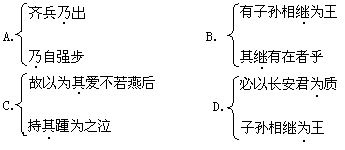 A. 齐兵乃出
乃自强步
B. 有子孙相继为王
其继有在者乎
C. 故以为其爱不若燕后
持其踵为之泣
D. 必以长安君为质
子孙相继为王